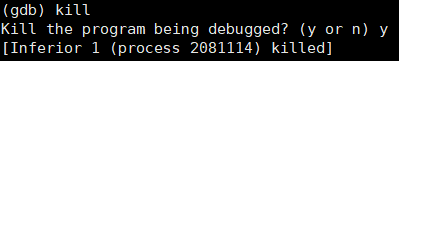 (gdb) kill
Kill the program being debugged? (y or n) y
[Inferior 1 (process 2081114) killed]